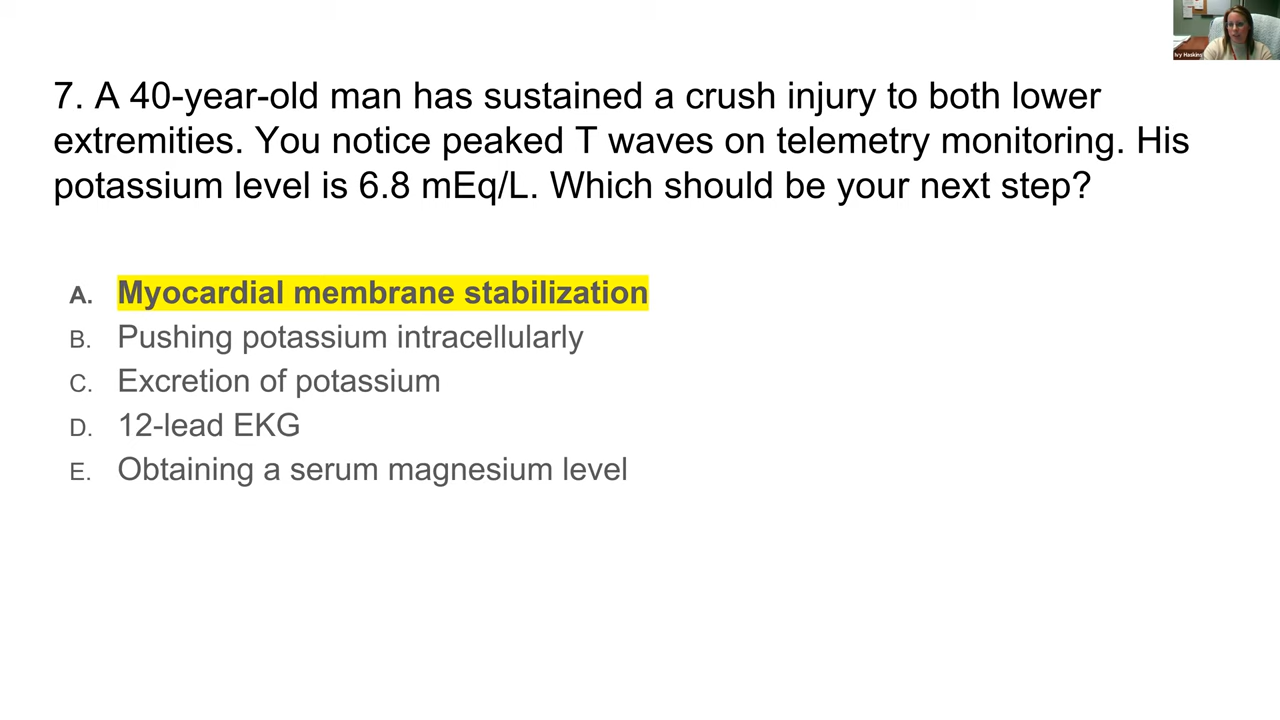 Ivy Haskins
7. A 40-year-old man has sustained a crush injury to both lower
extremities. You notice peaked T waves on telemetry monitoring. His
potassium level is 6.8 mEq/L. Which should be your next step?
A. Myocardial membrane stabilization
B. Pushing potassium intracellularly
C. Excretion of potassium
D. 12-lead EKG
E. Obtaining a serum magnesium level